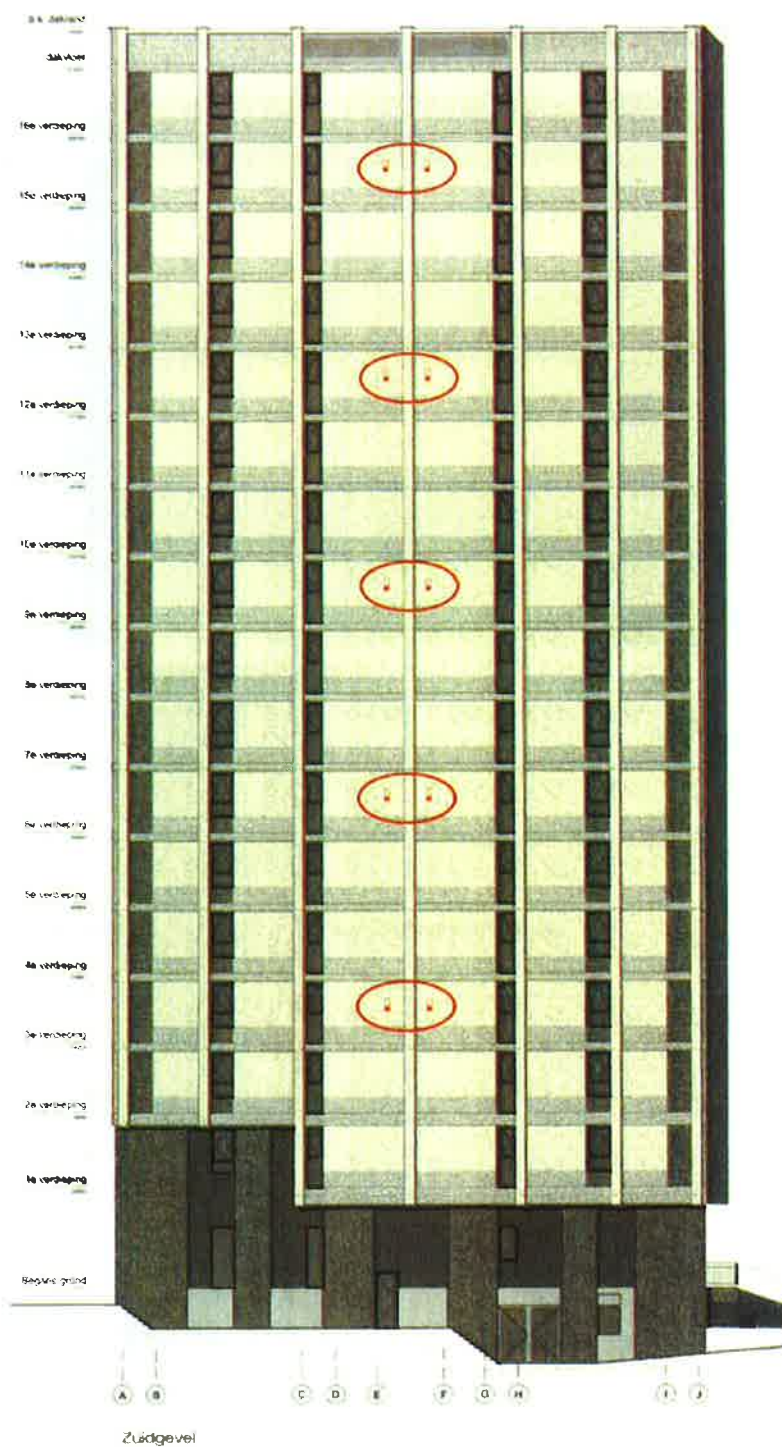 b.k. dakrand
dakvloer
16e verdieping
15e verdieping
14e verdieping
13e verdieping
12e verdieping
11e verdieping
10e verdieping
9e verdieping
8e verdieping
7e verdieping
6e verdieping
5e verdieping
4e verdieping
3e verdieping
2e verdieping
1e verdieping
Begane grond
A B C D E F G H I J
Zuidgevel